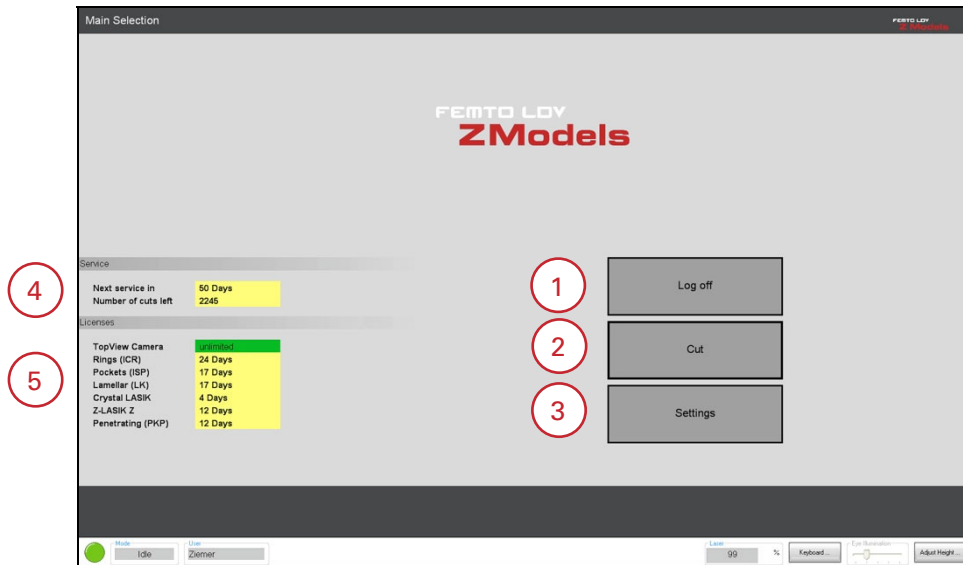 Main Selection
FEMTO LDV
ZModels
FEMTO LDV
ZModels
Service
4
Next service in 50 Days
Number of cuts left 2245
Licenses
5
TopView Camera unlimited
Rings (ICR) 24 Days
Pockets (ISP) 17 Days
Lamellar (LK) 17 Days
Crystal LASIK 4 Days
Z-LASIK Z 12 Days
Penetrating (PKP) 12 Days
1
Log off
2
Cut
3
Settings
Mode
Idle
User
Ziemer
Laser
99 %
Keyboard...
Eye Illumination
Adjust Height...